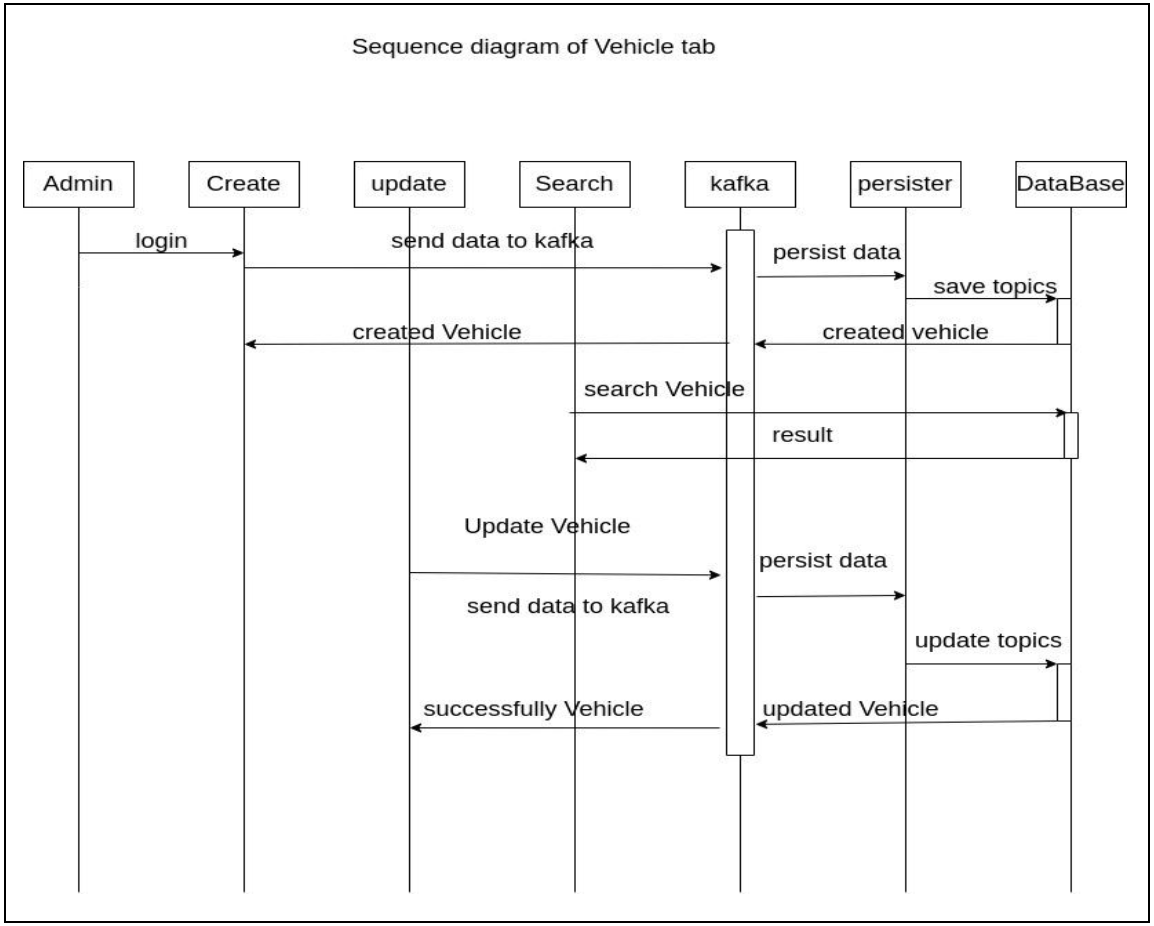 Sequence diagram of Vehicle tab
Admin
Create
update
Search
kafka
persister
DataBase
login
send data to kafka
persist data
save topics
created Vehicle
created vehicle
search Vehicle
result
Update Vehicle
persist data
send data to kafka
update topics
successfully Vehicle
updated Vehicle